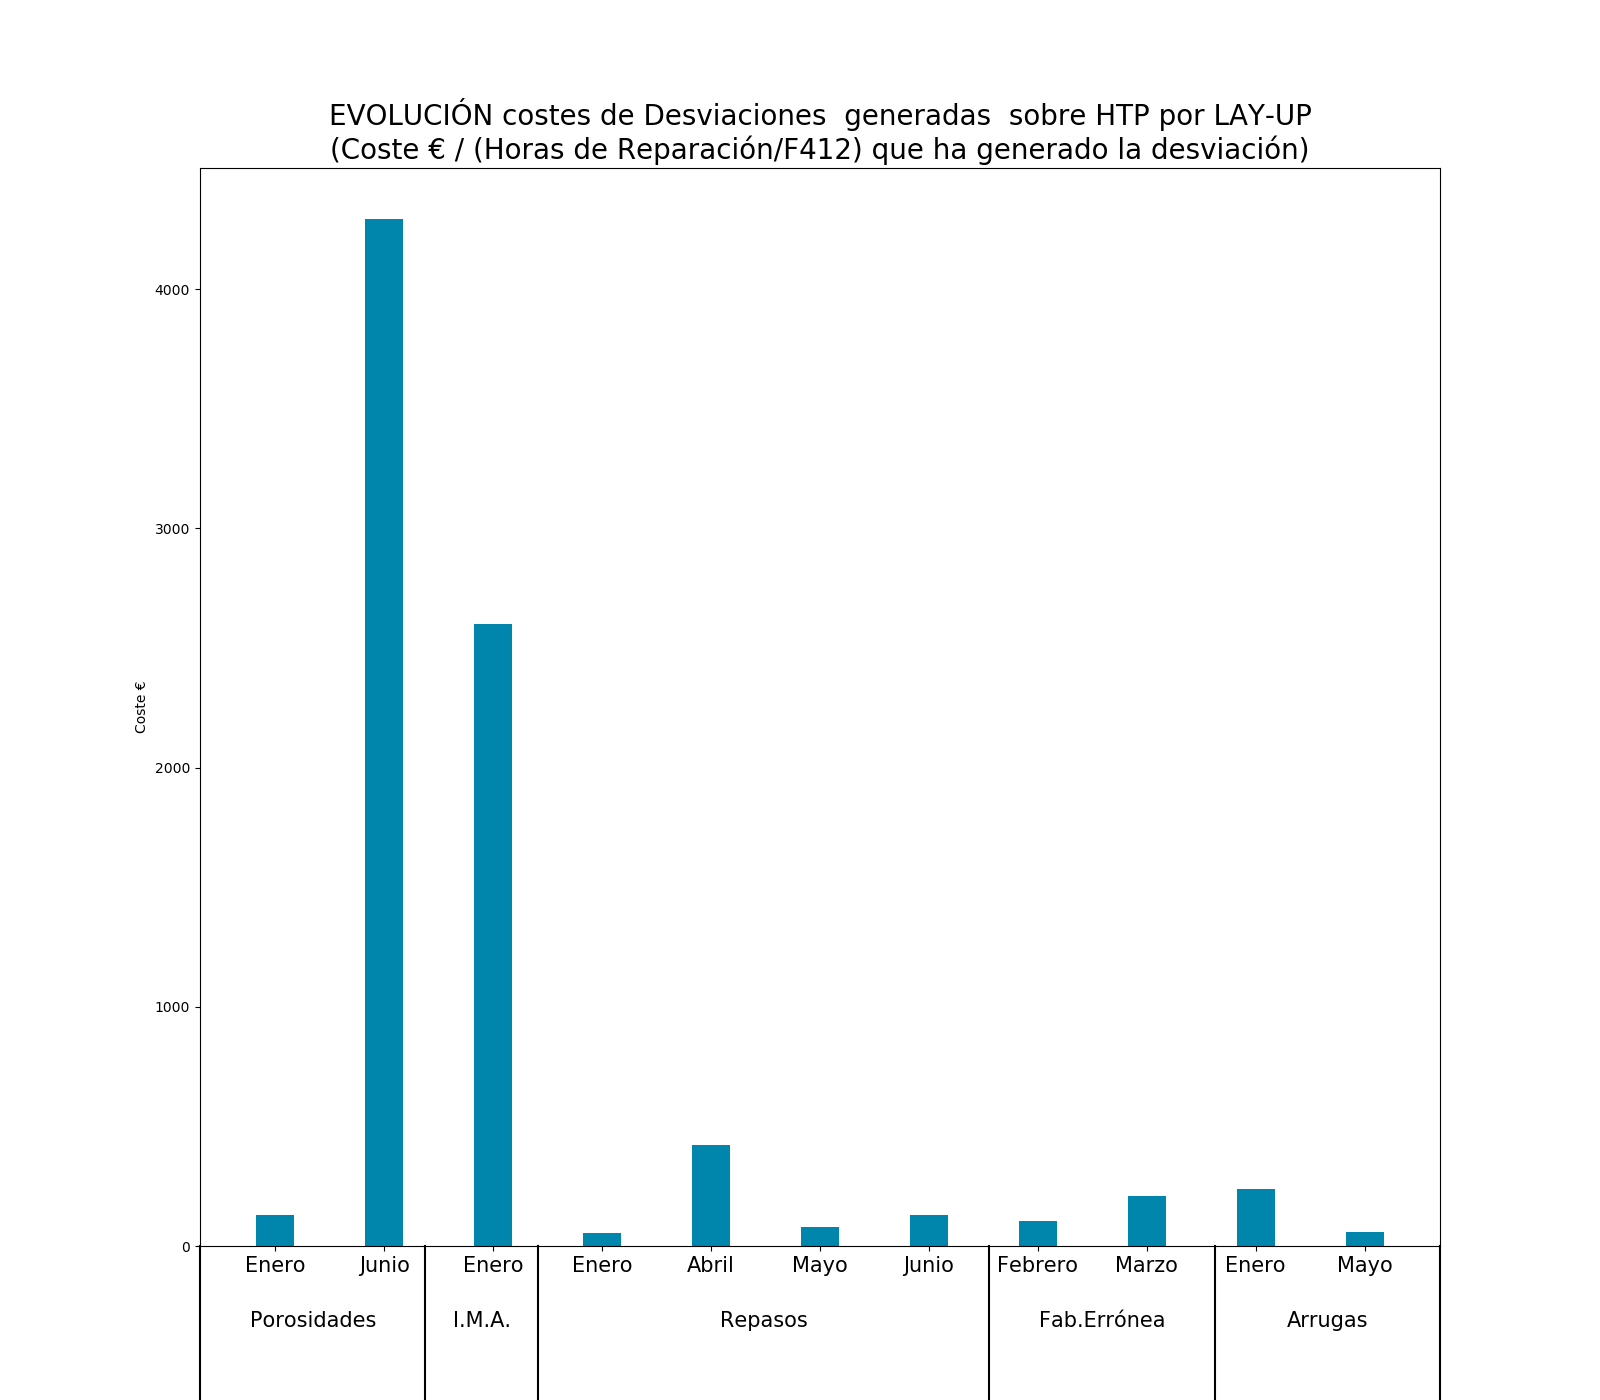 EVOLUCIÓN costes de Desviaciones  generadas  sobre HTP por LAY-UP
(Coste € / (Horas de Reparación/F412) que ha generado la desviación)
4000
3000
2000
1000
0
Coste €
Enero Junio Enero Enero Abril Mayo Junio Febrero Marzo Enero Mayo
Porosidades I.M.A. Repasos Fab.Errónea Arrugas